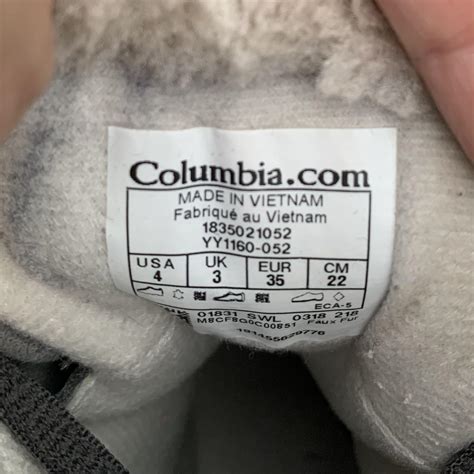 Columbia.com
MADE IN VIETNAM
Fabriqué au Vietnam
1835021052
YY1160-052
USA UK EUR CM
4 3 35 22
ECA-5
01831 SWL 0318 218
M8CF8G0C00851 Faux Fur